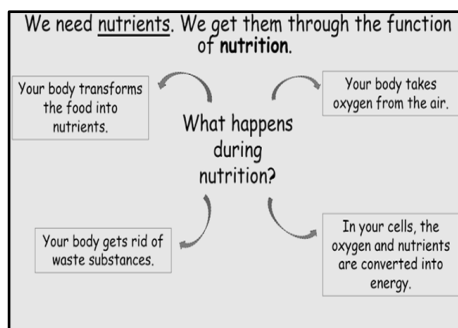 We need nutrients. We get them through the function
of nutrition.
Your body transforms
the food into
nutrients.
Your body takes
oxygen from the air.
What happens
during
nutrition?
Your body gets rid of
waste substances.
In your cells, the
oxygen and nutrients
are converted into
energy.